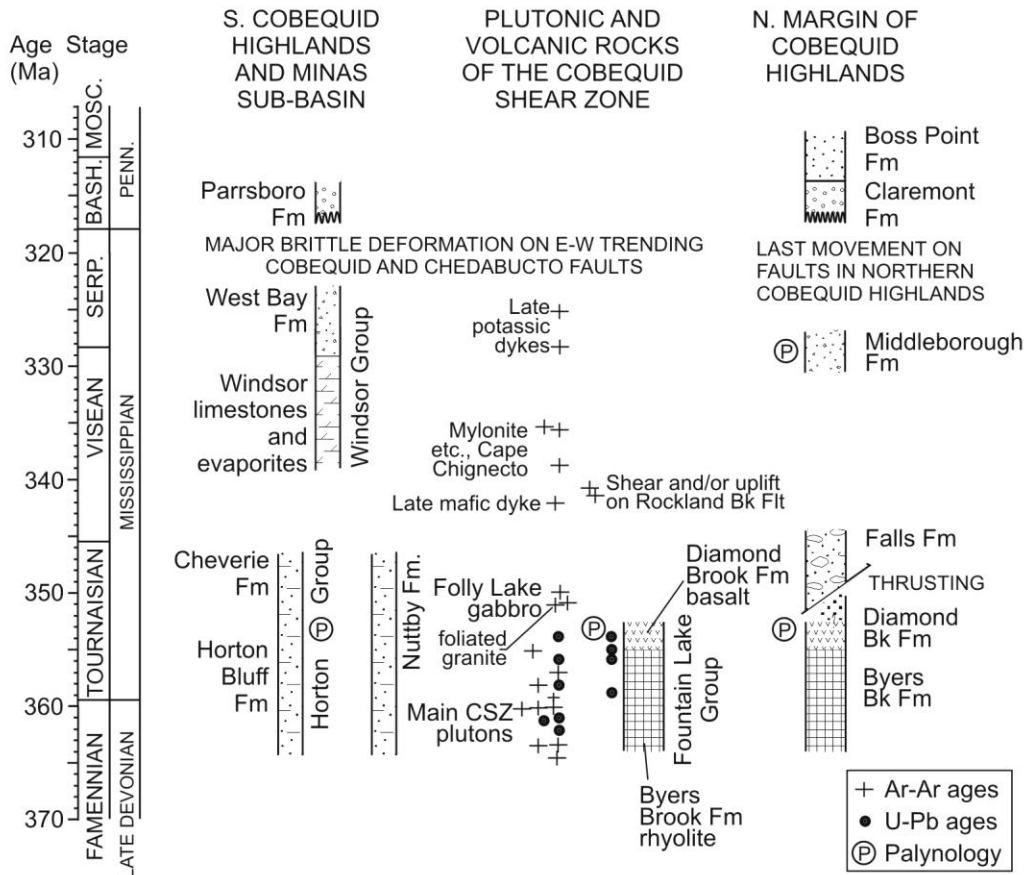 Age
(Ma)
Stage
S. COBEQUID
HIGHLANDS
AND MINAS
SUB-BASIN
PLUTONIC AND
VOLCANIC ROCKS
OF THE COBEQUID
SHEAR ZONE
N. MARGIN OF
COBEQUID
HIGHLANDS
310
320
330
340
350
360
370
MOSC.
BASH.
SERP.
VISEAN
TOURNAISIAN
FAMENNIAN
PENN.
MISSISSIPPIAN
LATE DEVONIAN
Parrsboro
Fm
MAJOR BRITTLE DEFORMATION ON E-W TRENDING
COBEQUID AND CHEDABUCTO FAULTS
West Bay
Fm
Windsor
limestones
and
evaporites
Windsor Group
Cheverie
Fm
Horton
Bluff
Fm
Horton
P
Group
Nuttby Fm.
Late
potassic
dykes
Mylonite
etc., Cape
Chignecto
Shear and/or uplift
on Rockland Bk Flt
Late mafic dyke
Folly Lake
gabbro
foliated
granite
Main CSZ
plutons
Diamond
Brook Fm
basalt
P
Fountain Lake
Group
Byers
Brook Fm
rhyolite
Boss Point
Fm
Claremont
Fm
LAST MOVEMENT ON
FAULTS IN NORTHERN
COBEQUID HIGHLANDS
P
Middleborough
Fm
Falls Fm
THRUSTING
P
Diamond
Bk Fm
Byers
Bk Fm
+ Ar-Ar ages
● U-Pb ages
P Palynology